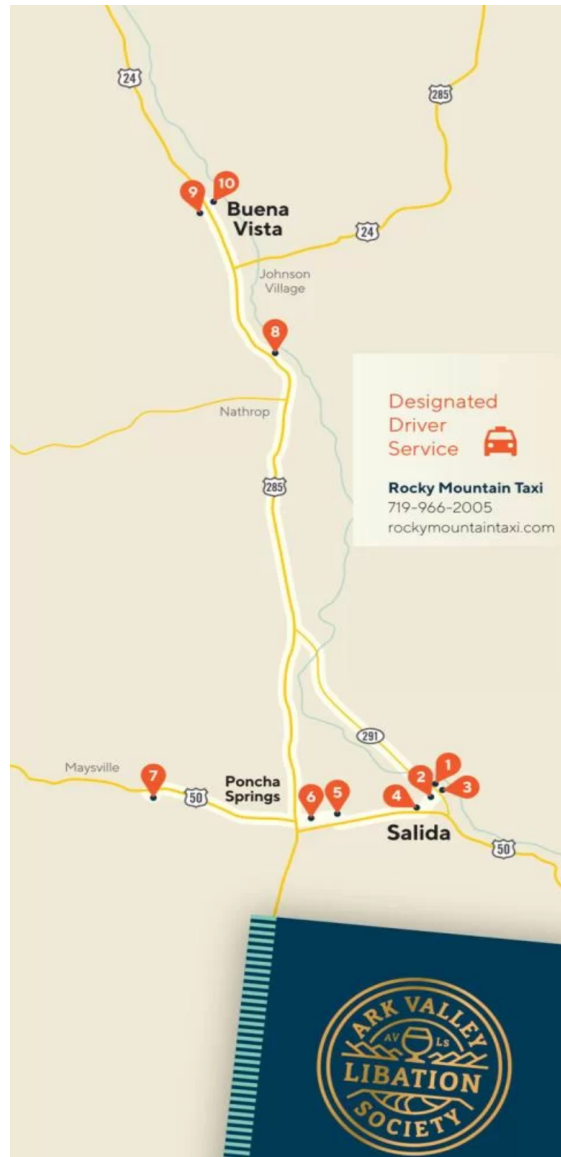 24
285
9
10
Buena
Vista
24
Johnson
Village
8
Nathrop
Designated
Driver
Service
Rocky Mountain Taxi
719-966-2005
rockymountaintaxi.com
285
291
Maysville
7
50
Poncha
Springs
6
5
4
2
1
3
Salida
50
ARK VALLEY
AV LS
LIBATION
SOCIETY